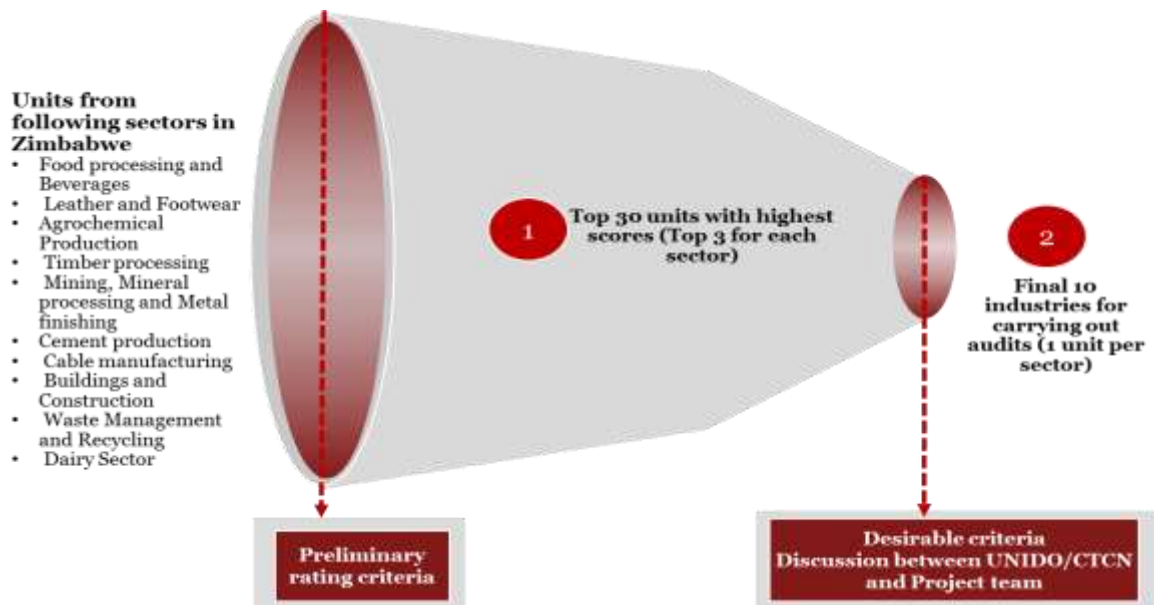 Units from
following sectors in
Zimbabwe
• Food processing and
Beverages
• Leather and Footwear
• Agrochemical
Production
• Timber processing
• Mining, Mineral
processing and Metal
finishing
• Cement production
• Cable manufacturing
• Buildings and
Construction
• Waste Management
and Recycling
• Dairy Sector
1
Top 30 units with highest
scores (Top 3 for each
sector)
2
Final 10
industries for
carrying out
audits (1 unit per
sector)
Preliminary
rating criteria
Desirable criteria
Discussion between UNIDO/CTCN
and Project team